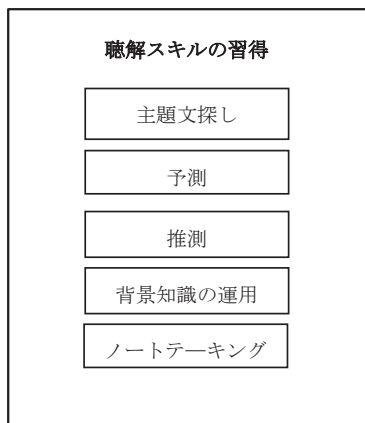 聴解スキルの習得
主題文探し
予測
推測
背景知識の運用
ノートテ―キング